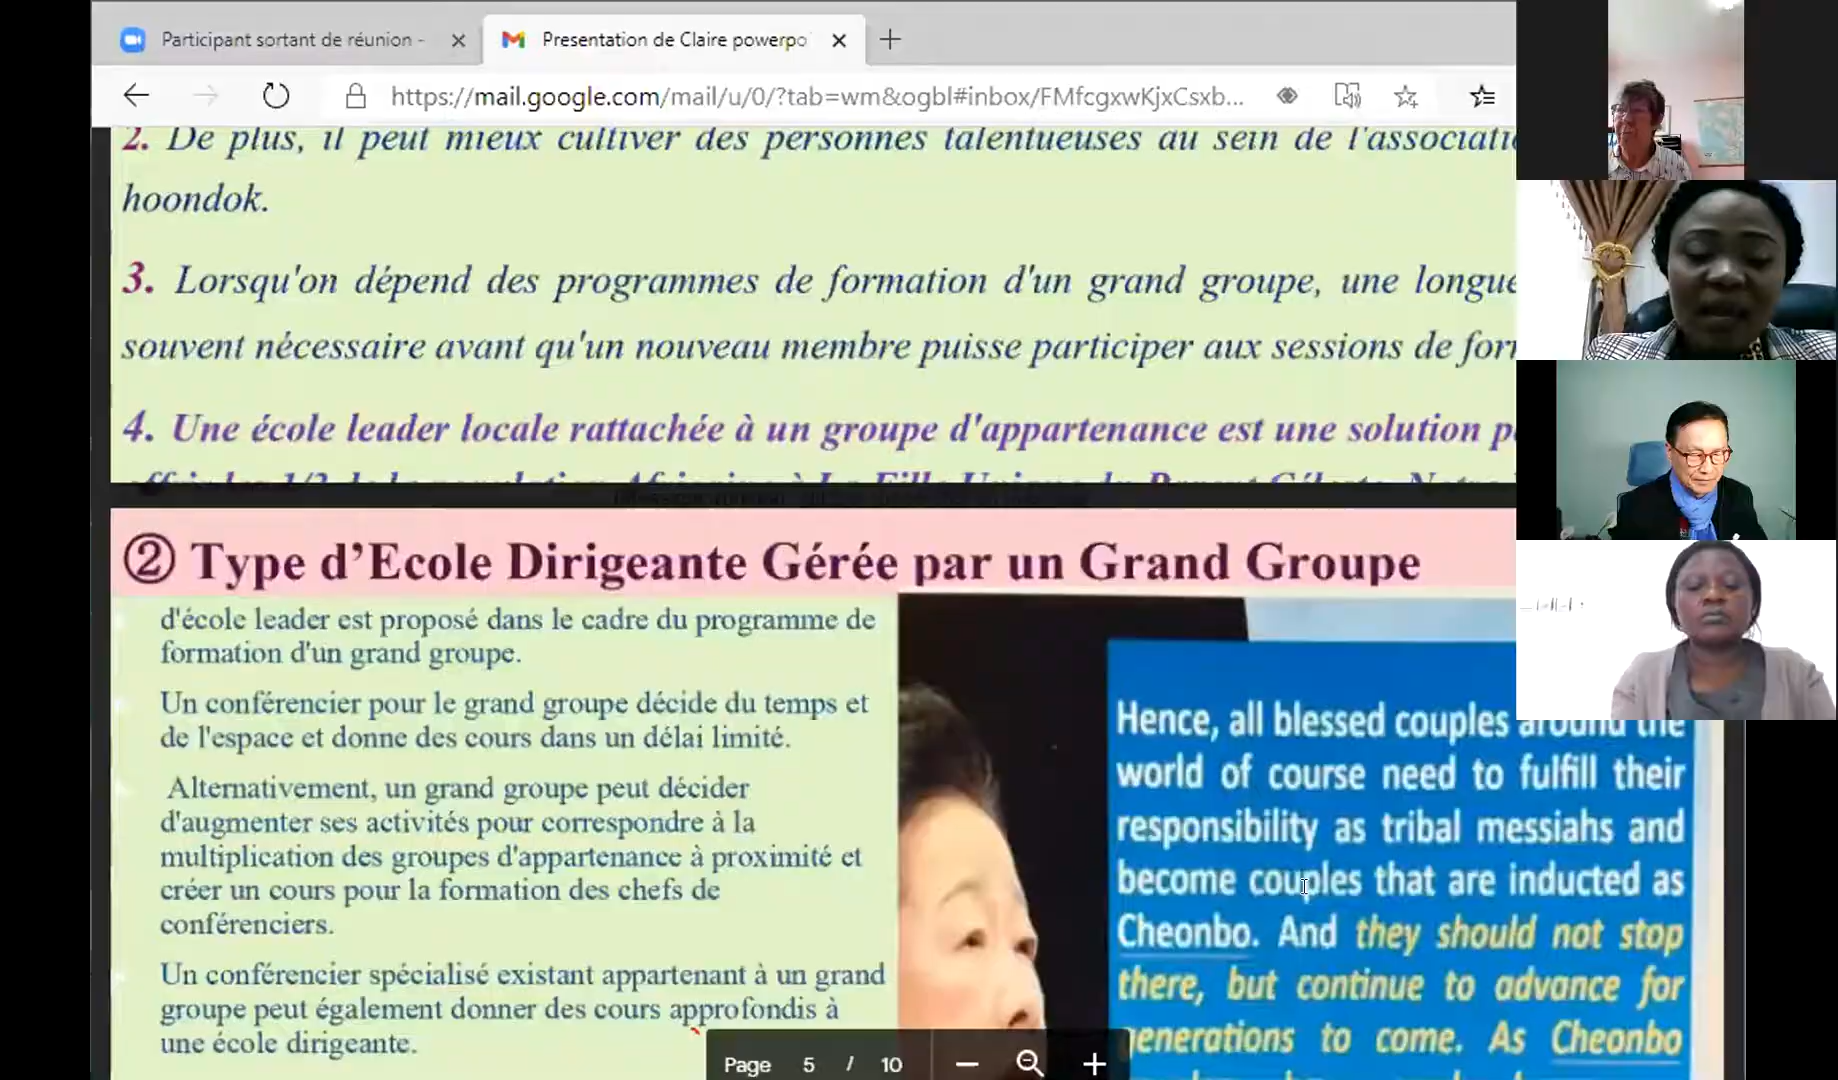 Participant sortant de réunion -
Presentation de Claire powerpo
https://mail.google.com/mail/u/0/?tab=wm&ogbl#inbox/FMfcgxwKjxCsxb...
2. De plus, il peut mieux cultiver des personnes talentueuses au sein de l'associati
hoondok.
3. Lorsqu'on dépend des programmes de formation d'un grand groupe, une longue
souvent nécessaire avant qu'un nouveau membre puisse participer aux sessions de for
4. Une école leader locale rattachée à un groupe d'appartenance est une solution p
② Type d’Ecole Dirigeante Gérée par un Grand Groupe
d'école leader est proposé dans le cadre du programme de
formation d'un grand groupe.
Un conférencier pour le grand groupe décide du temps et
de l'espace et donne des cours dans un délai limité.
Alternativement, un grand groupe peut décider
d'augmenter ses activités pour correspondre à la
multiplication des groupes d'appartenance à proximité et
créer un cours pour la formation des chefs de
conférenciers.
Un conférencier spécialisé existant appartenant à un grand
groupe peut également donner des cours approfondis à
une école dirigeante.
Hence, all blessed couples around the
world of course need to fulfill their
responsibility as tribal messiahs and
become couples that are inducted as
Cheonbo. And they should not stop
there, but continue to advance for
generations to come. As Cheonbo
Page 5 / 10